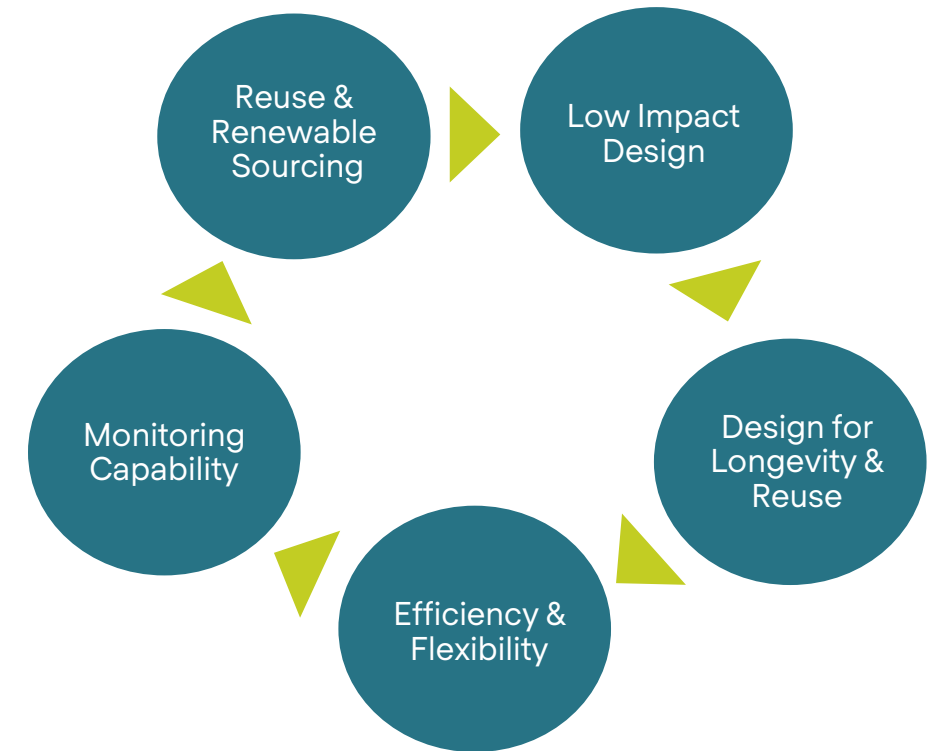 Reuse &
Renewable
Sourcing
Low Impact
Design
Design for
Longevity &
Reuse
Efficiency &
Flexibility
Monitoring
Capability